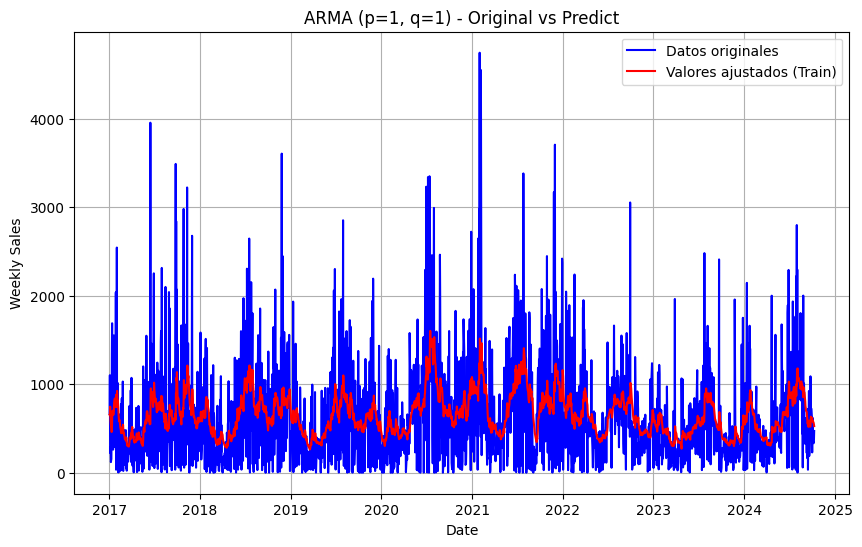 ARMA (p=1, q=1) - Original vs Predict
Datos originales
Valores ajustados (Train)
Weekly Sales
4000
3000
2000
1000
0
2017 2018 2019 2020 2021 2022 2023 2024 2025
Date